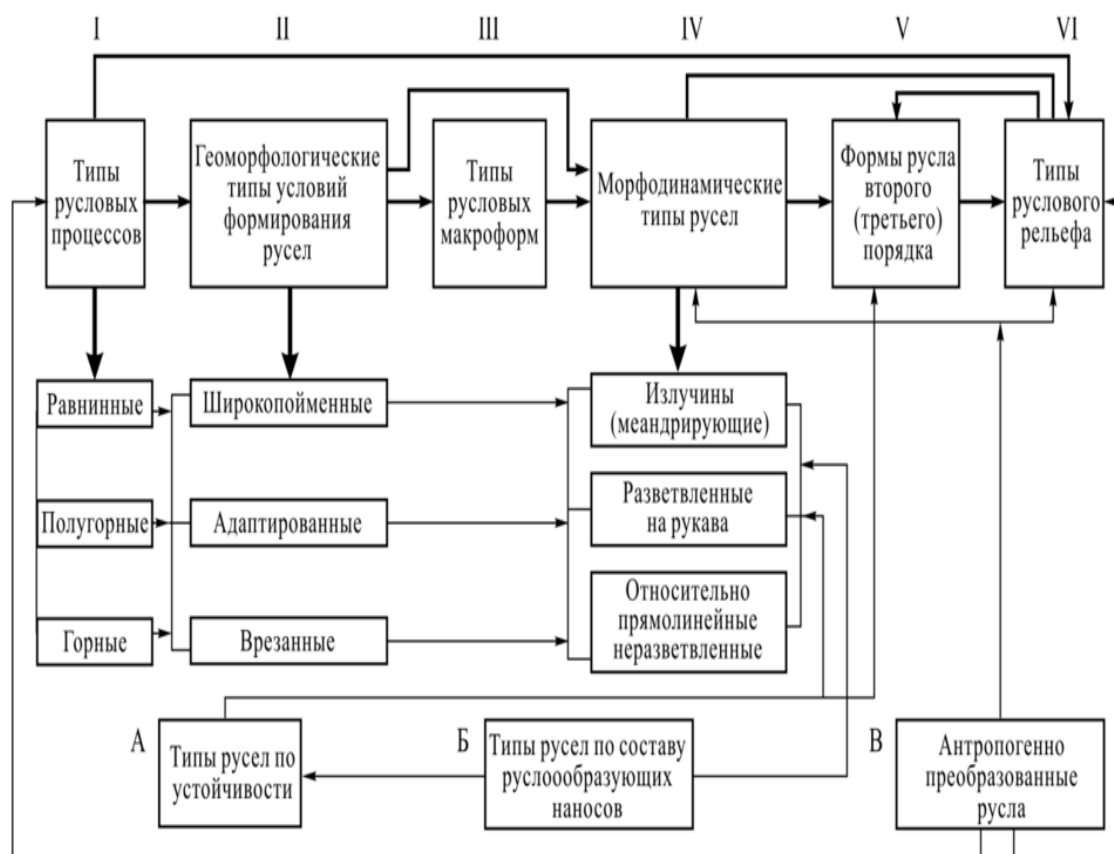 I II III IV V VI
Типы
русловых
процессов
Геоморфологические
типы условий
формирования
русел
Типы
русловых
макроформ
Морфодинамические
типы русел
Формы русла
второго
(третьего)
порядка
Типы
руслового
рельефа
Равнинные
Широкопойменные
Излучины
(меандрирующие)
Полугорные
Адаптированные
Разветвленные
на рукава
Горные
Врезанные
Относительно
прямолинейные
неразветвленные
А
Типы русел по
устойчивости
Б
Типы русел по составу
руслоообразующих
наносов
В
Антропогенно
преобразованные
русла